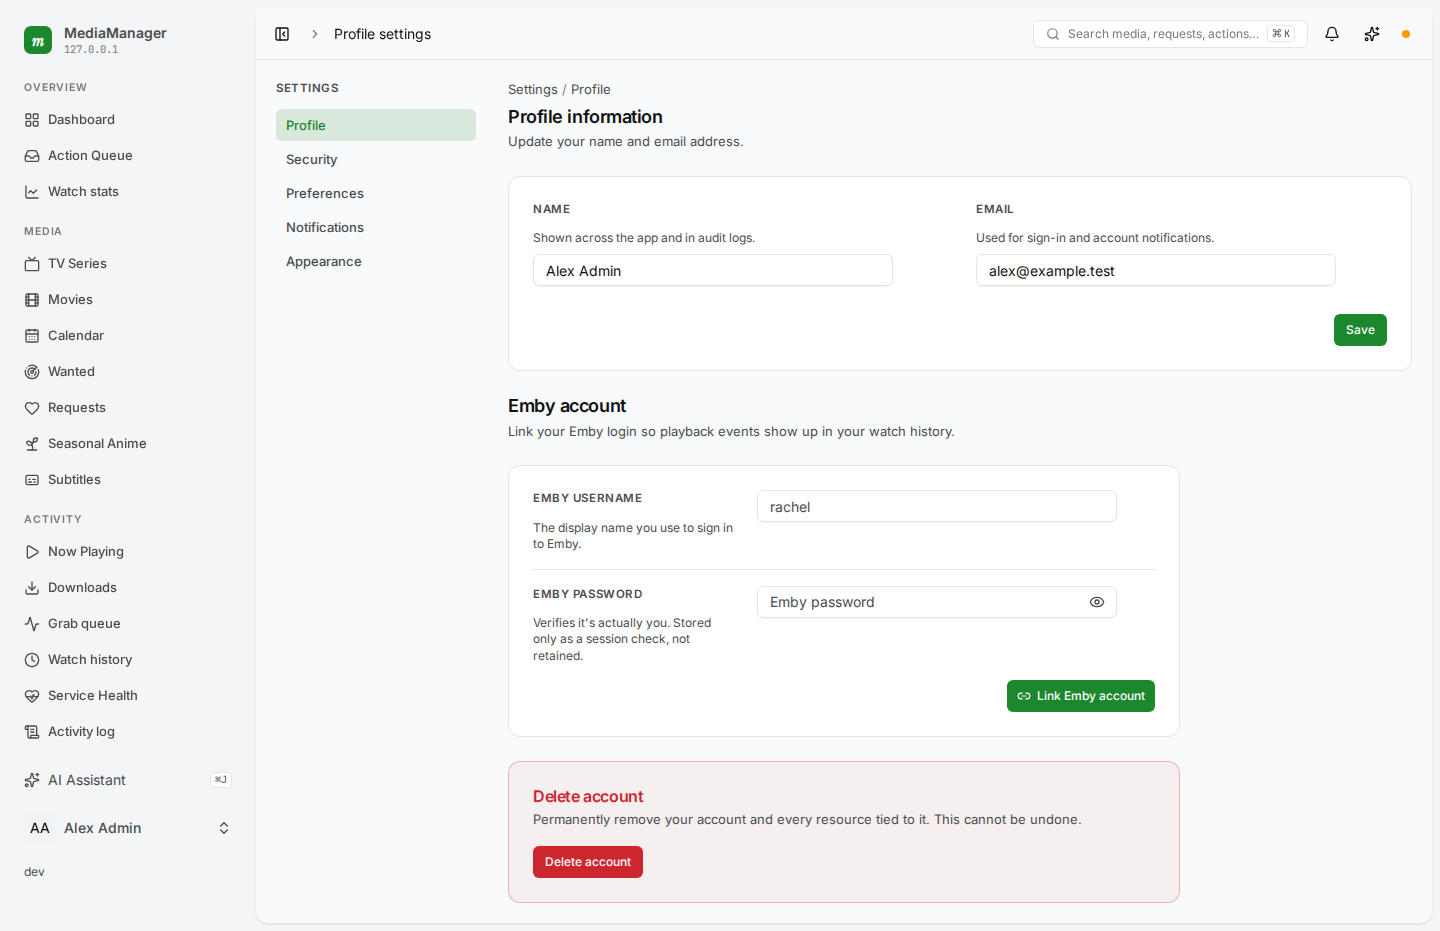 m
MediaManager
127.0.0.1
OVERVIEW
Dashboard
Action Queue
Watch stats
MEDIA
TV Series
Movies
Calendar
Wanted
Requests
Seasonal Anime
Subtitles
ACTIVITY
Now Playing
Downloads
Grab queue
Watch history
Service Health
Activity log
AI Assistant ⌘J
AA Alex Admin
dev
Profile settings
Search media, requests, actions... ⌘K
SETTINGS
Profile
Security
Preferences
Notifications
Appearance
Settings / Profile
Profile information
Update your name and email address.
NAME
Shown across the app and in audit logs.
Alex Admin
EMAIL
Used for sign-in and account notifications.
alex@example.test
Save
Emby account
Link your Emby login so playback events show up in your watch history.
EMBY USERNAME
The display name you use to sign in
to Emby.
rachel
EMBY PASSWORD
Verifies it's actually you. Stored
only as a session check, not
retained.
Emby password
Link Emby account
Delete account
Permanently remove your account and every resource tied to it. This cannot be undone.
Delete account